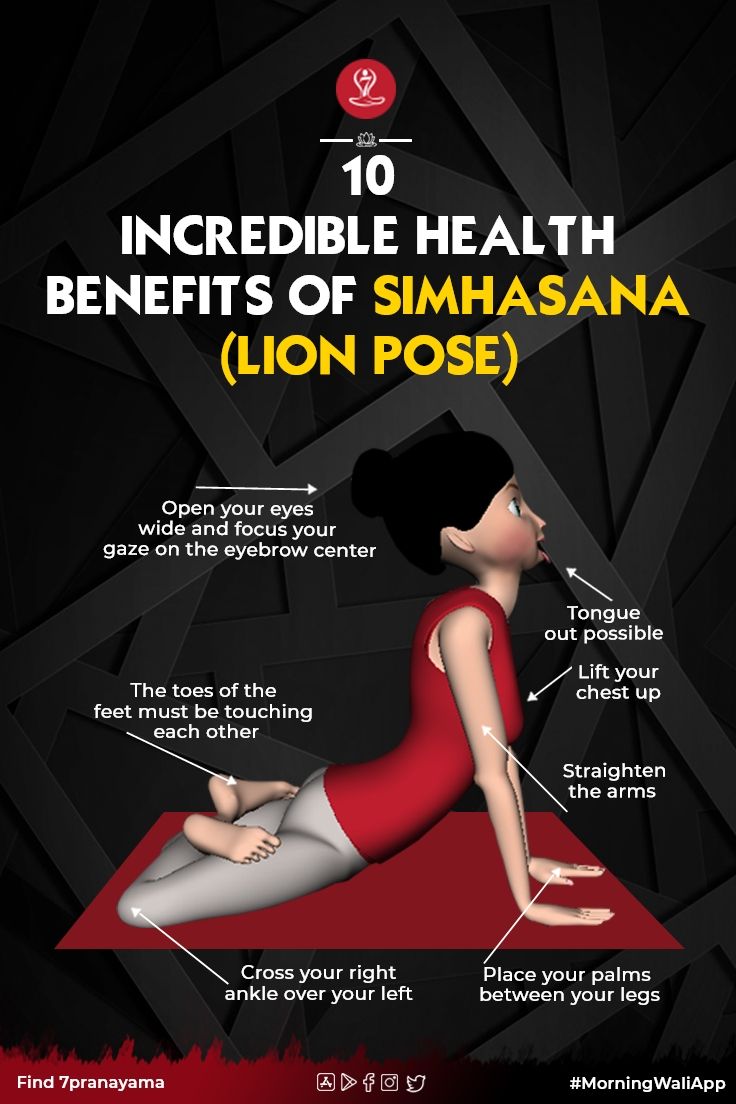 10
INCREDIBLE HEALTH
BENEFITS OF SIMHASANA
(LION POSE)
Open your eyes
wide and focus your
gaze on the eyebrow center
Tongue
out possible
Lift your
chest up
The toes of the
feet must be touching
each other
Straighten
the arms
Cross your right
ankle over your left
Place your palms
between your legs
Find 7pranayama
#MorningWaliApp